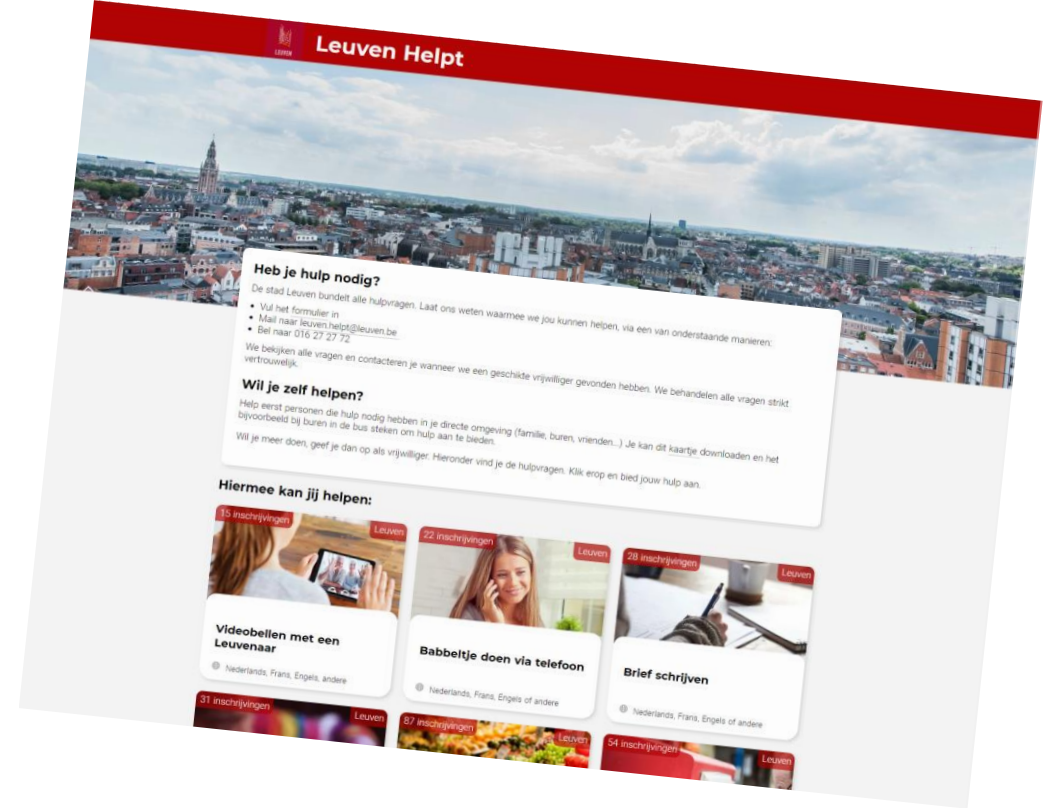 LEUVEN
Leuven Helpt
Heb je hulp nodig?
De stad Leuven bundelt alle hulpvragen. Laat ons weten waarmee we jou kunnen helpen, via een van onderstaande manieren:
• Vul het formulier in
• Mail naar leuven.helpt@leuven.be
• Bel naar 016 27 27 72
We bekijken alle vragen en contacteren je wanneer we een geschikte vrijwilliger gevonden hebben. We behandelen alle vragen strikt
vertrouwelijk.
Wil je zelf helpen?
Help eerst personen die hulp nodig hebben in je directe omgeving (familie, buren, vrienden...) Je kan dit kaartje downloaden en het
bijvoorbeeld bij buren in de bus steken om hulp aan te bieden.
Wil je meer doen, geef je dan op als vrijwilliger. Hieronder vind je de hulpvragen. Klik erop en bied jouw hulp aan.
Hiermee kan jij helpen:
15 inschrijvingen
Leuven
Videobellen met een
Leuvenaar
Nederlands, Frans, Engels, andere
22 inschrijvingen
Leuven
Babbeltje doen via telefoon
Nederlands, Frans, Engels of andere
28 inschrijvingen
Leuven
Brief schrijven
Nederlands, Frans, Engels of andere
31 inschrijvingen
Leuven
87 inschrijvingen
Leuven
54 inschrijvingen
Leuven